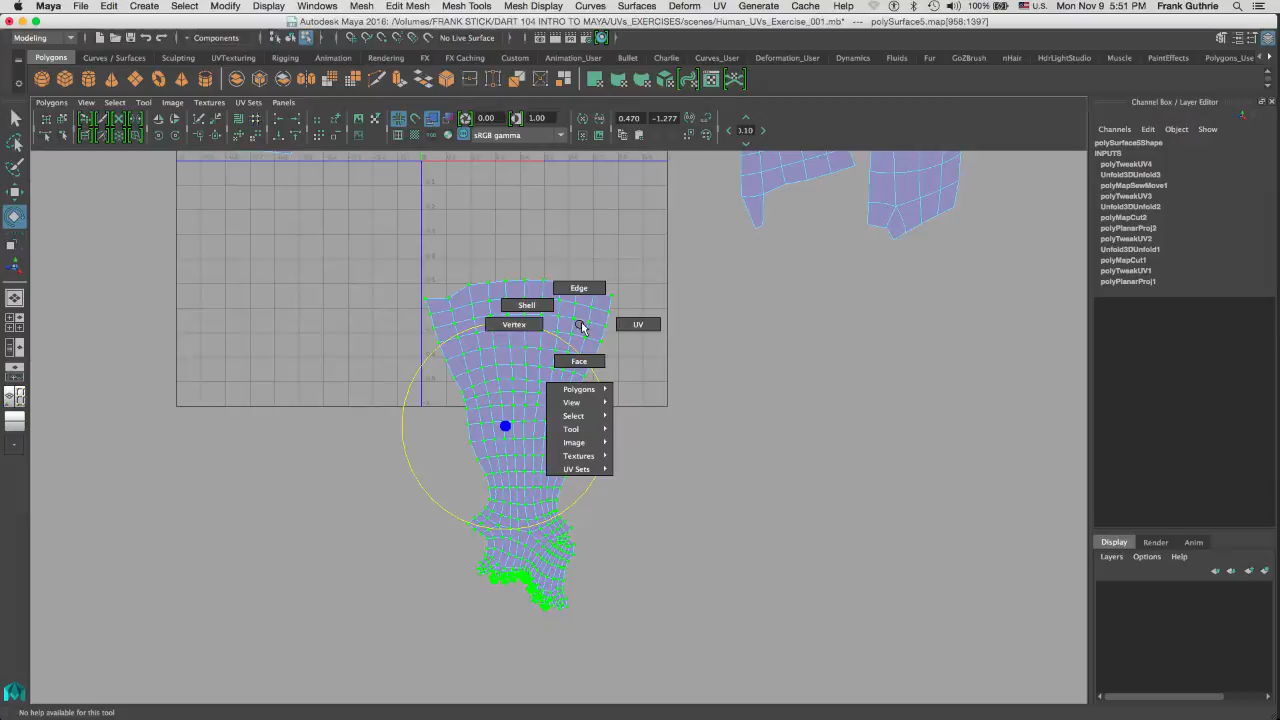 Maya File Edit Create Select Modify Display Windows Mesh Edit Mesh Mesh Tools Mesh Display Curves Surfaces Deform UV Generate Cache Help 100% U.S. Mon Nov 9 5:51 PM Frank Guthrie
Autodesk Maya 2016: /Volumes/FRANK STICK/DART 104 INTRO TO MAYA/UVs_EXERCISES/scenes/Human_UVs_Exercise_001.mb* --- polySurface5.map[958:1397]
Modeling Components No Live Surface
Polygons Curves / Surfaces Sculpting UVTexturing Rigging Animation Rendering FX FX Caching Custom Animation_User Bullet Charlie Curves_User Deformation_User Dynamics Fluids Fur GoZBrush nHair HdrLightStudio Muscle PaintEffects Polygons_Use
Polygons View Select Tool Image Textures UV Sets Panels
0.00 1.00 0.470 -1.277
sRGB gamma 0.10
Channel Box / Layer Editor
Channels Edit Object Show
polySurface5Shape
INPUTS
polyTweakUV4
Unfold3DUnfold3
polyMapSewMove1
polyTweakUV3
Unfold3DUnfold2
polyMapCut2
polyPlanarProj2
polyTweakUV2
Unfold3DUnfold1
polyMapCut1
polyTweakUV1
polyPlanarProj1
Edge
Shell
Vertex UV
Face
Polygons
View
Select
Tool
Image
Textures
UV Sets
Display Render Anim
Layers Options Help
No help available for this tool